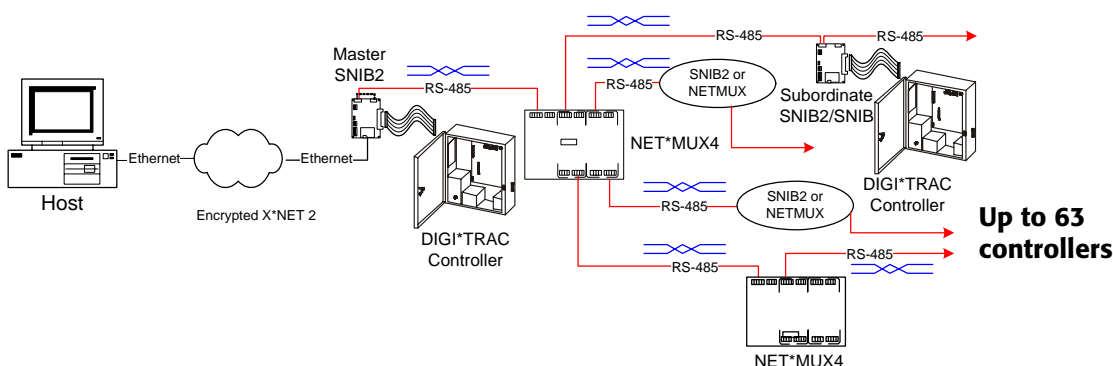 RS-485
RS-485
Master
SNIB2
RS-485
RS-485
SNIB2 or
NETMUX
Subordinate
SNIB2/SNIB
NET*MUX4
Ethernet
Ethernet
Host
Encrypted X*NET 2
DIGI*TRAC
Controller
DIGI*TRAC
Controller
RS-485
SNIB2 or
NETMUX
Up to 63
controllers
RS-485
RS-485
NET*MUX4